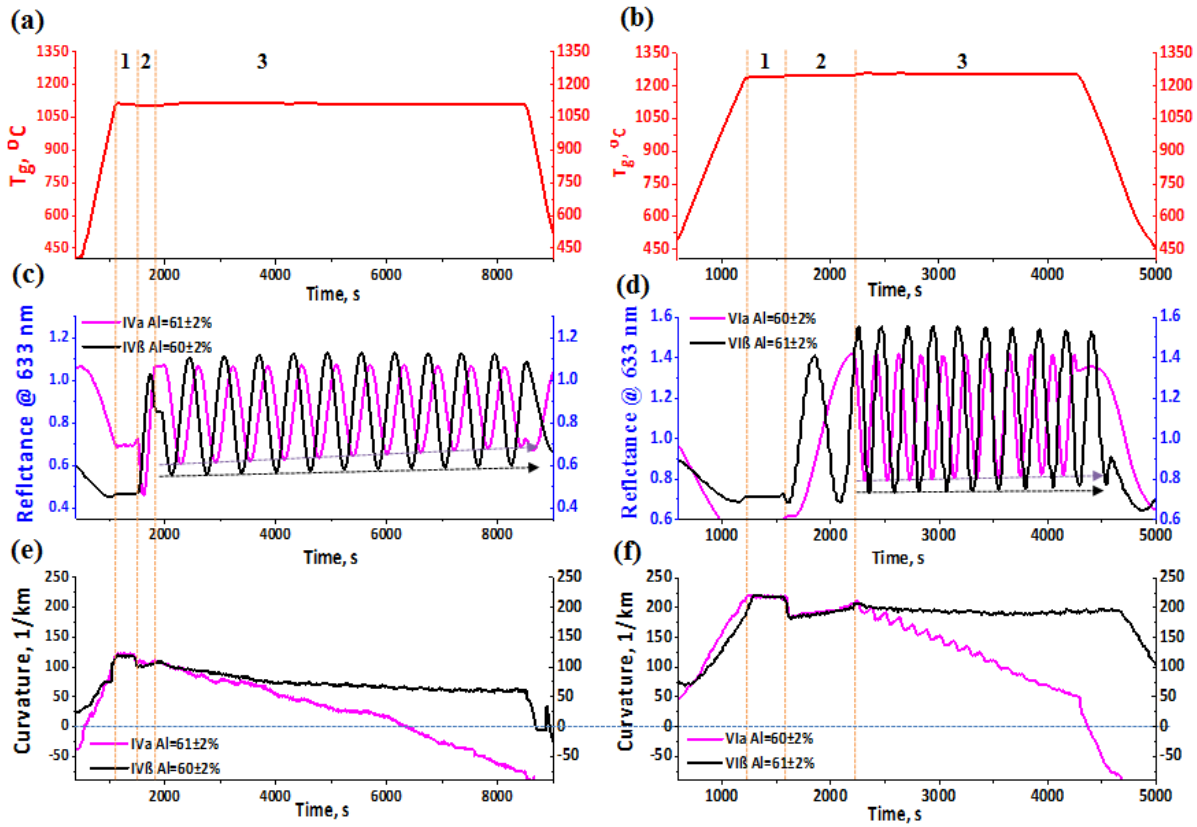 (a)
(b)
1350
1200
1050
900
750
600
450
Tg, °C
1 2 3
1350
1200
1050
900
750
600
450
2000 4000 6000 8000
Time, s
1350
1200
1050
900
750
600
450
Tg, °C
1 2 3
1350
1200
1050
900
750
600
450
1000 2000 3000 4000 5000
Time, s
(c)
(d)
Reflctance @ 633 nm
1.2
1.0
0.8
0.6
0.4
IVa Al=61±2%
IVß Al=60±2%
1.2
1.0
0.8
0.6
0.4
2000 4000 6000 8000
Time, s
Reflctance @ 633 nm
1.6
1.4
1.2
1.0
0.8
0.6
VIa Al=60±2%
VIß Al=61±2%
1.6
1.4
1.2
1.0
0.8
0.6
1000 2000 3000 4000 5000
Time, s
(e)
(f)
Curvature, 1/km
250
200
150
100
50
0
-50
IVa Al=61±2%
IVß Al=60±2%
250
200
150
100
50
0
-50
2000 4000 6000 8000
Time, s
Curvature, 1/km
250
200
150
100
50
0
-50
VIa Al=60±2%
VIß Al=61±2%
250
200
150
100
50
0
-50
1000 2000 3000 4000 5000
Time, s